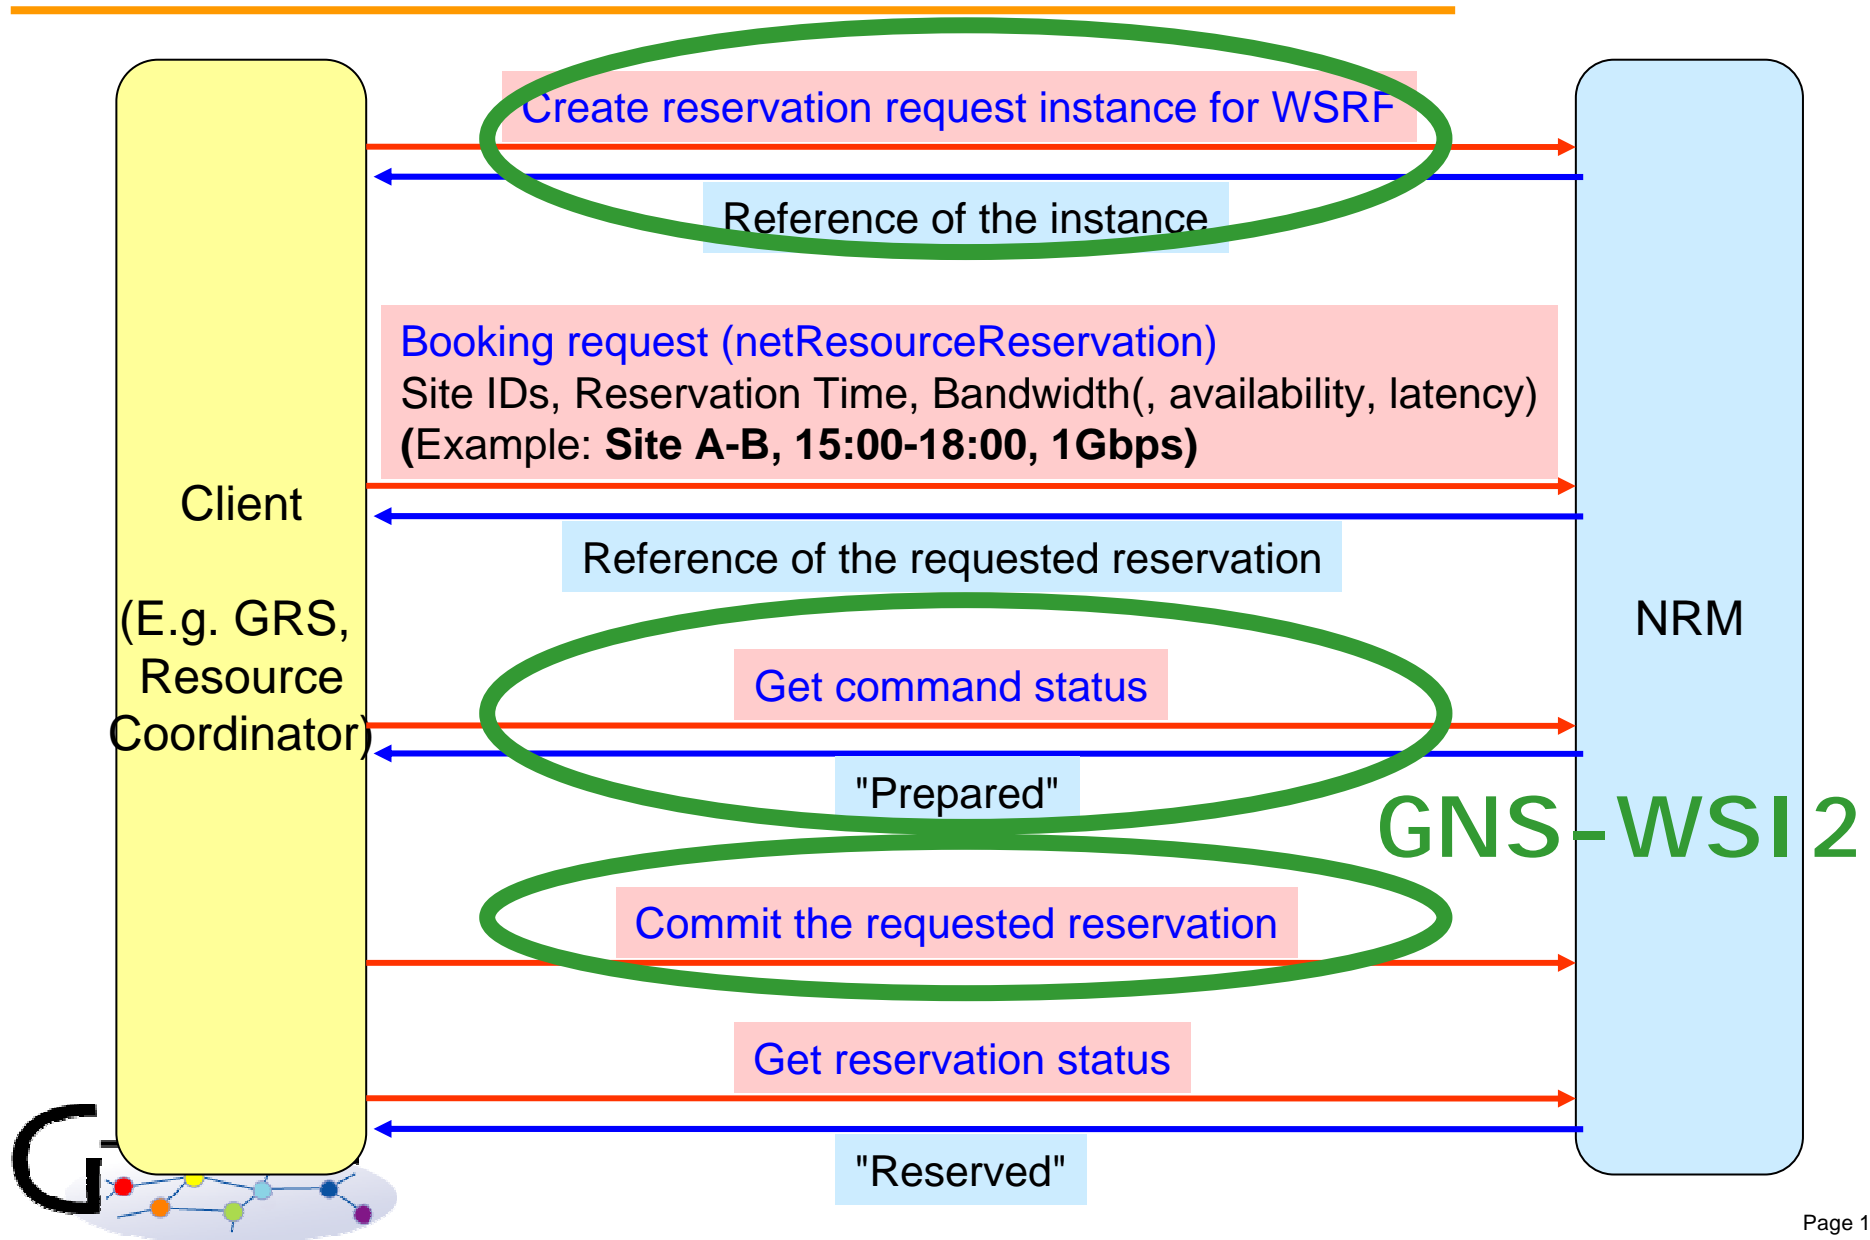 Create reservation request instance for WSRF
Reference of the instance
Booking request (netResourceReservation)
Site IDs, Reservation Time, Bandwidth(, availability, latency)
(Example: Site A-B, 15:00-18:00, 1Gbps)
Client
Reference of the requested reservation
(E.g. GRS,
Resource
Coordinator)
NRM
Get command status
"Prepared"
GNS-WSI2
Commit the requested reservation
Get reservation status
"Reserved"
G
Page 1